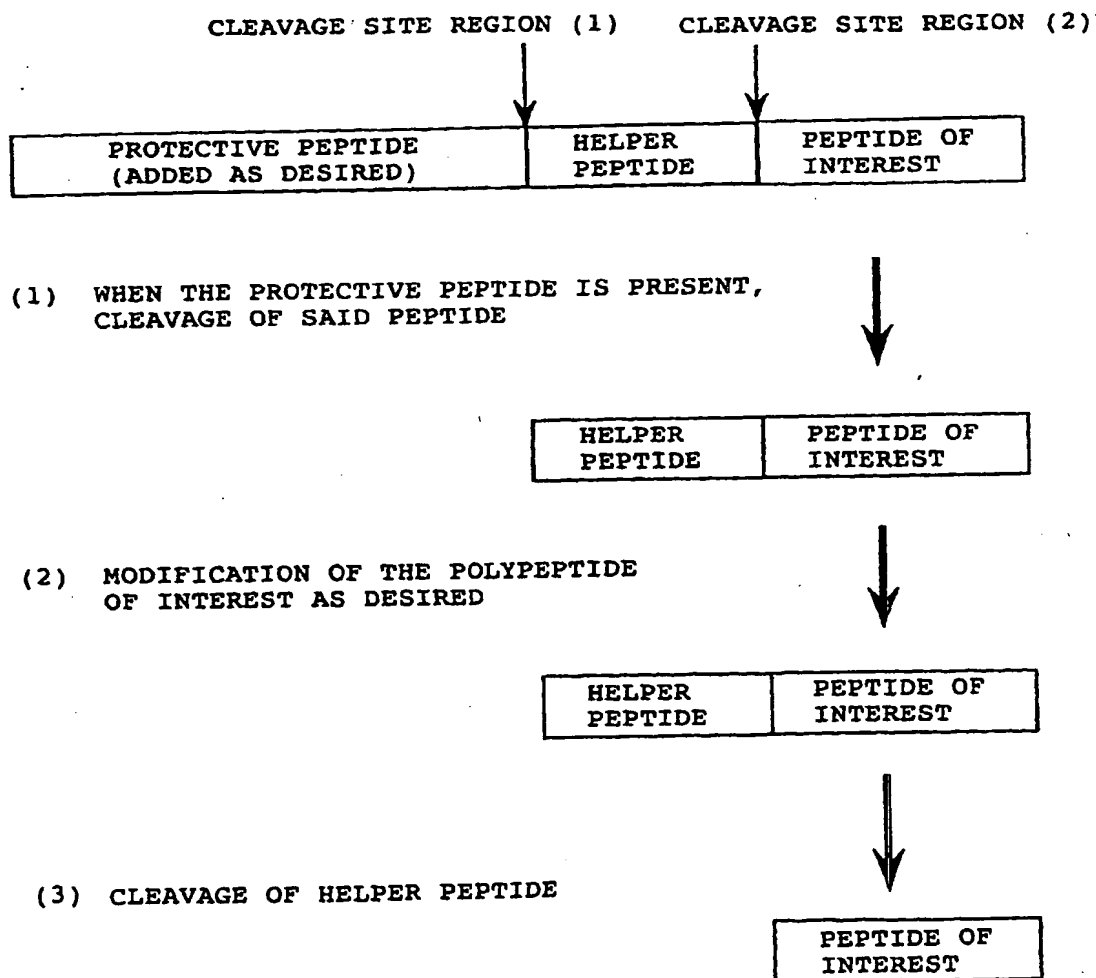 CLEAVAGE SITE REGION (1) CLEAVAGE SITE REGION (2)
PROTECTIVE PEPTIDE
(ADDED AS DESIRED)
HELPER
PEPTIDE
PEPTIDE OF
INTEREST
(1) WHEN THE PROTECTIVE PEPTIDE IS PRESENT,
CLEAVAGE OF SAID PEPTIDE
HELPER
PEPTIDE
PEPTIDE OF
INTEREST
(2) MODIFICATION OF THE POLYPEPTIDE
OF INTEREST AS DESIRED
HELPER
PEPTIDE
PEPTIDE OF
INTEREST
(3) CLEAVAGE OF HELPER PEPTIDE
PEPTIDE OF
INTEREST